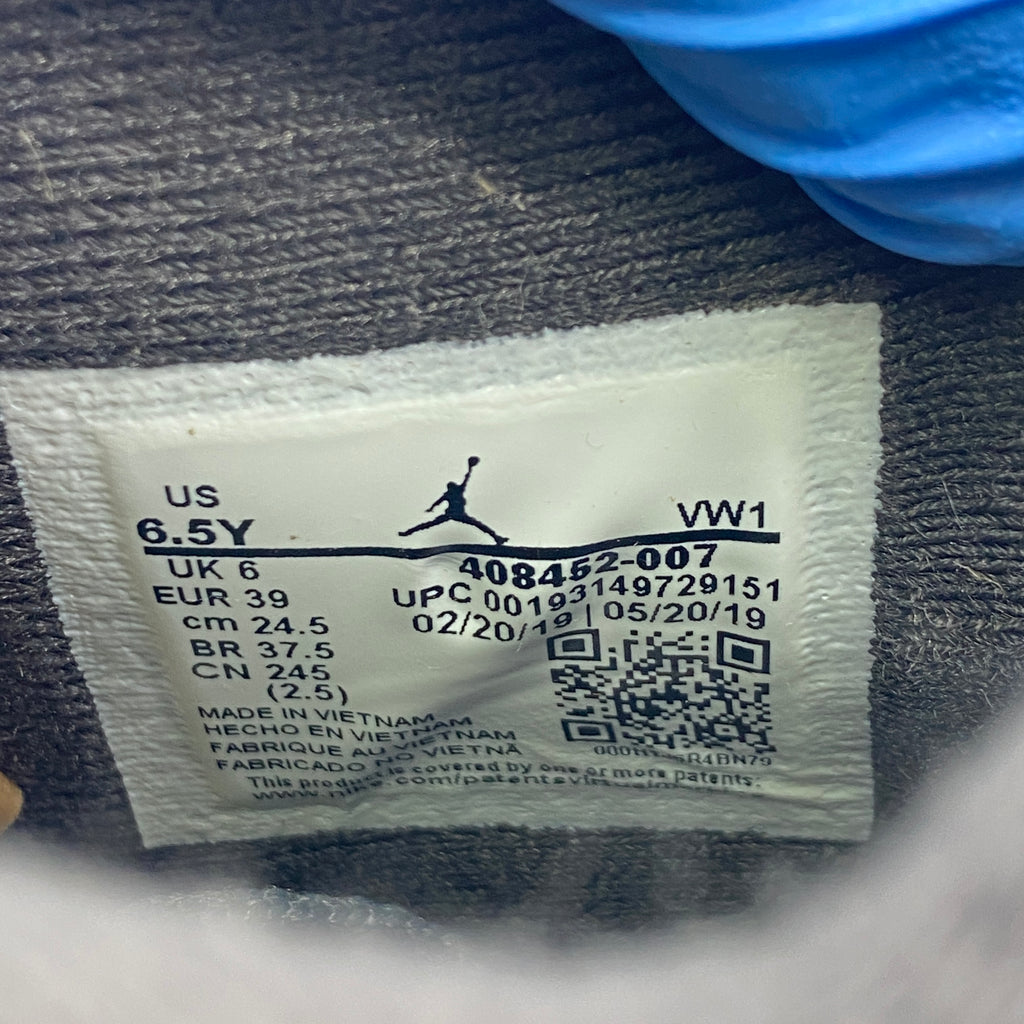 US
6.5Y
VW1
UK 6
EUR 39
cm 24.5
BR 37.5
CN 245
(2.5)
408452-007
UPC 00193149729151
02/20/19 | 05/20/19
MADE IN VIETNAM
HECHO EN VIETNAM
FABRIQUE AU VIETNAM
FABRICADO NO VIETNÃ
This product is covered by one or more patents.